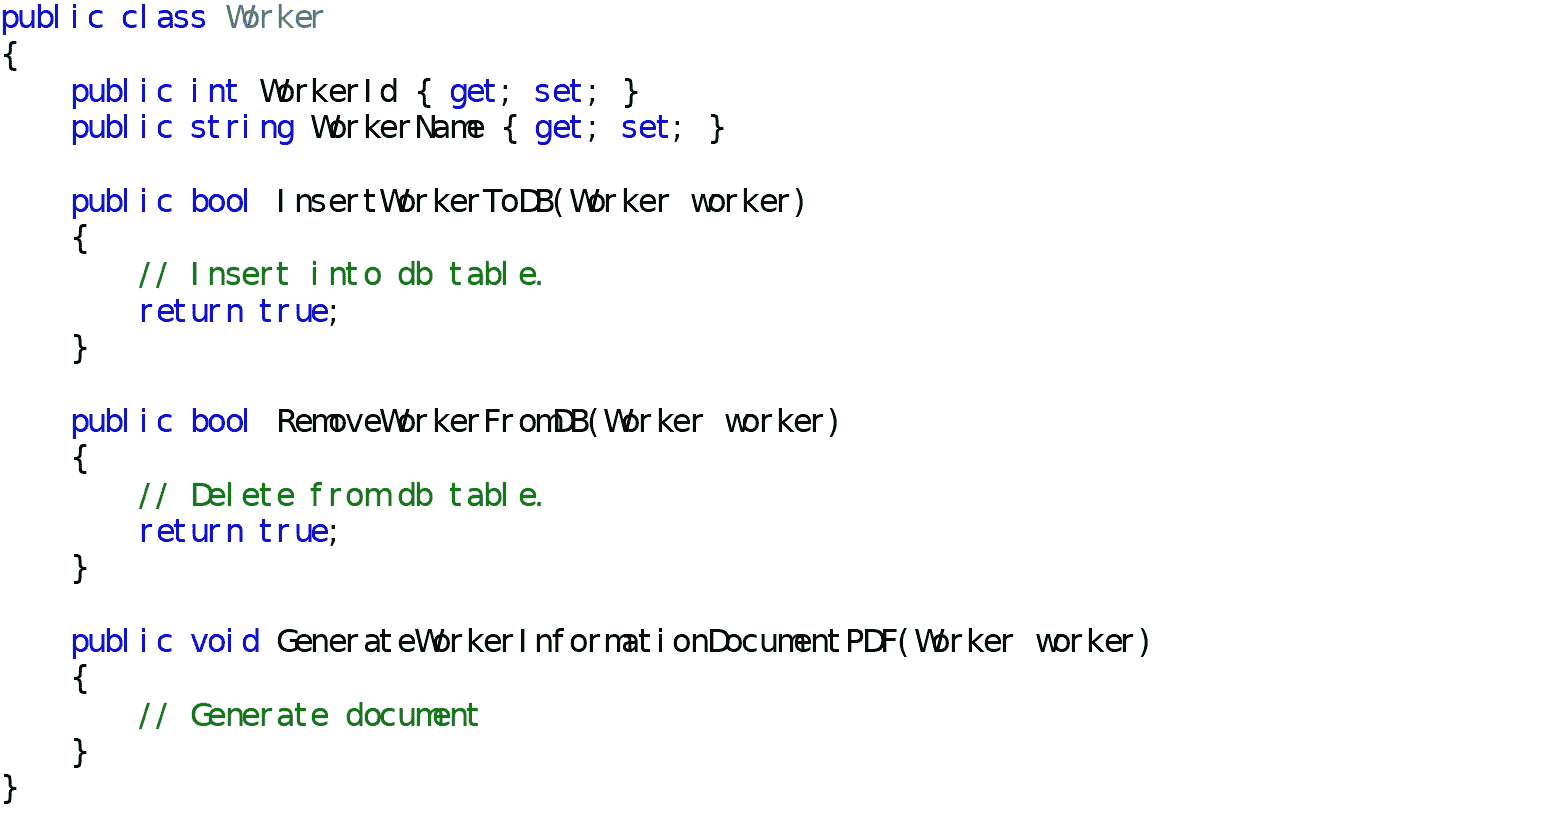 public class Worker
{
    public int WorkerId { get; set; }
    public string WorkerName { get; set; }

    public bool InsertWorkerToDB(Worker worker)
    {
        // Insert into db table.
        return true;
    }

    public bool RemoveWorkerFromDB(Worker worker)
    {
        // Delete from db table.
        return true;
    }

    public void GenerateWorkerInformationDocumentPDF(Worker worker)
    {
        // Generate document
    }
}